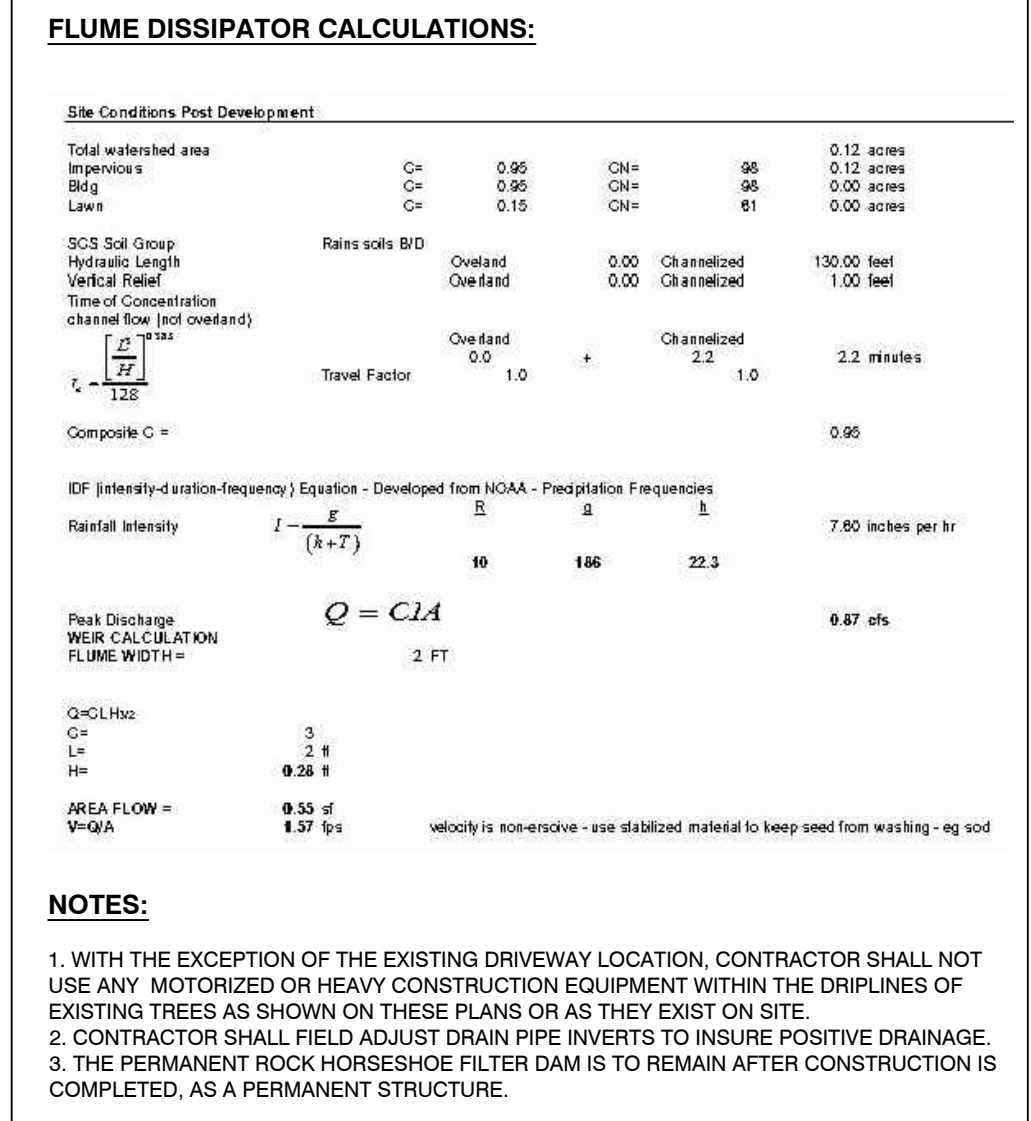 FLUME DISSIPATOR CALCULATIONS:
Site Conditions Post Development
Total watershed area 0.12 acres
Impervious C= 0.95 CN= 98 0.12 acres
Bldg C= 0.95 CN= 98 0.00 acres
Lawn C= 0.15 CN= 61 0.00 acres
SCS Soil Group Rains soils B/D
Hydraulic Length Oveland 0.00 Channelized 130.00 feet
Vertical Relief Overland 0.00 Channelized 1.00 feet
Time of Concentration
channel flow (not overland)
Overland Channelized
0.0 + 2.2 2.2 minutes
T_c = [L³/H]^0.385 / 128
Travel Factor 1.0 1.0
Composite C = 0.95
IDF (intensity-duration-frequency) Equation - Developed from NOAA - Precipitation Frequencies
R g h
Rainfall Intensity I = g/(h+T) 7.60 inches per hr
10 186 22.3
Peak Discharge Q = CIA 0.87 cfs
WEIR CALCULATION
FLUME WIDTH = 2 FT
Q=CLH3/2
C= 3
L= 2 ft
H= 0.28 ft
AREA FLOW = 0.55 sf
V=Q/A 1.57 fps velocity is non-ersoive - use stabilized material to keep seed from washing - eg sod
NOTES:
1. WITH THE EXCEPTION OF THE EXISTING DRIVEWAY LOCATION, CONTRACTOR SHALL NOT
USE ANY MOTORIZED OR HEAVY CONSTRUCTION EQUIPMENT WITHIN THE DRIPLINES OF
EXISTING TREES AS SHOWN ON THESE PLANS OR AS THEY EXIST ON SITE.
2. CONTRACTOR SHALL FIELD ADJUST DRAIN PIPE INVERTS TO INSURE POSITIVE DRAINAGE.
3. THE PERMANENT ROCK HORSESHOE FILTER DAM IS TO REMAIN AFTER CONSTRUCTION IS
COMPLETED, AS A PERMANENT STRUCTURE.